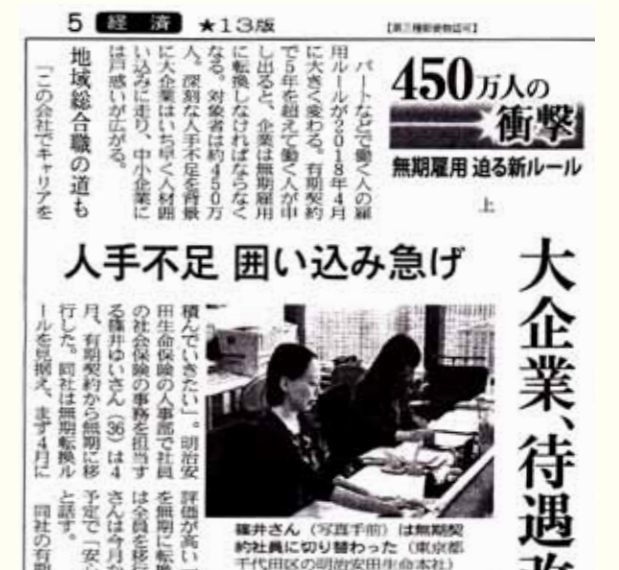 5 経済 ★13版
【第三種郵便物認可】
450万人の
衝撃
無期雇用 迫る新ルール
上
パートなどで働く人の雇
用ルールが2018年4月
に大きく変わる。有期契約
で5年を超えて働く人が申
し出ると、企業は無期雇用
に転換しなければならなく
なる。対象者は約450万
人。深刻な人手不足を背景
に大企業はいち早く人材囲
い込みに走り、中小企業に
は戸惑いが広がる。
地域総合職の道も
「この会社でキャリアを
大企業、待遇改
人手不足 囲い込み急げ
積んでいきたい」。明治安
田生命保険の人事部で社員
の社会保険の事務を担当す
る篠井ゆいさん(36)は4
月、有期契約から無期に移
行した。同社は無期転換ル
ールを見据え、まず4月に
評価が高い
を無期に転換
は全員を移行
さんは今月な
予定で「安心
と話す。
同社の有期
篠井さん(写真手前)は無期契
約社員に切り替わった(東京都
千代田区の明治安田生命本社)